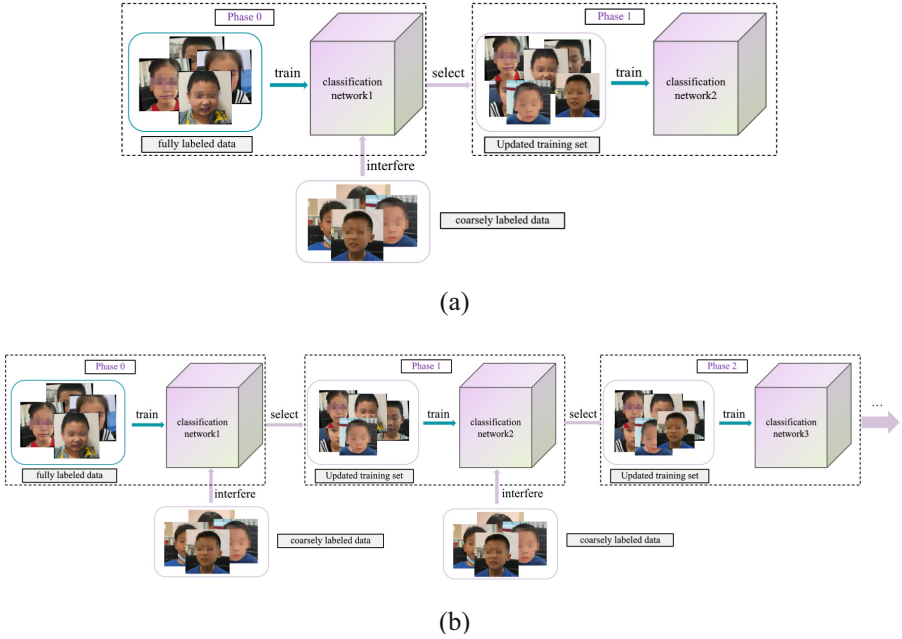 Phase 0
Phase 1
train
classification
network1
select
train
classification
network2
fully labeled data
Updated training set
interfere
coarsely labeled data
(a)
Phase 0
Phase 1
Phase 2
train
classification
network1
select
train
classification
network2
select
train
classification
network3
...
fully labeled data
Updated training set
Updated training set
interfere
interfere
coarsely labeled data
coarsely labeled data
(b)